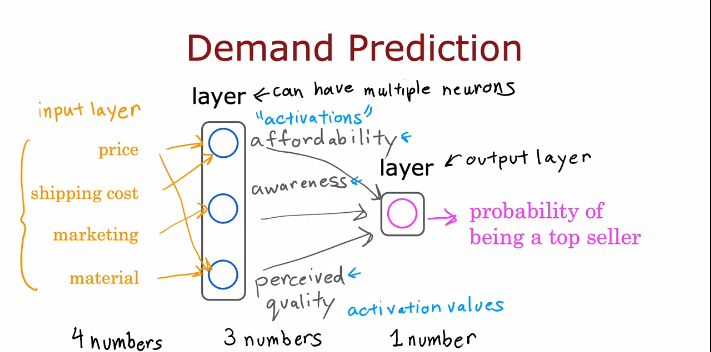 Demand Prediction
layer ← can have multiple neurons
input layer
"activations"
price
affordability ←
layer ← output layer
shipping cost
awareness ←
marketing
probability of
being a top seller
material
perceived ←
quality
activation values
4 numbers
3 numbers
1 number